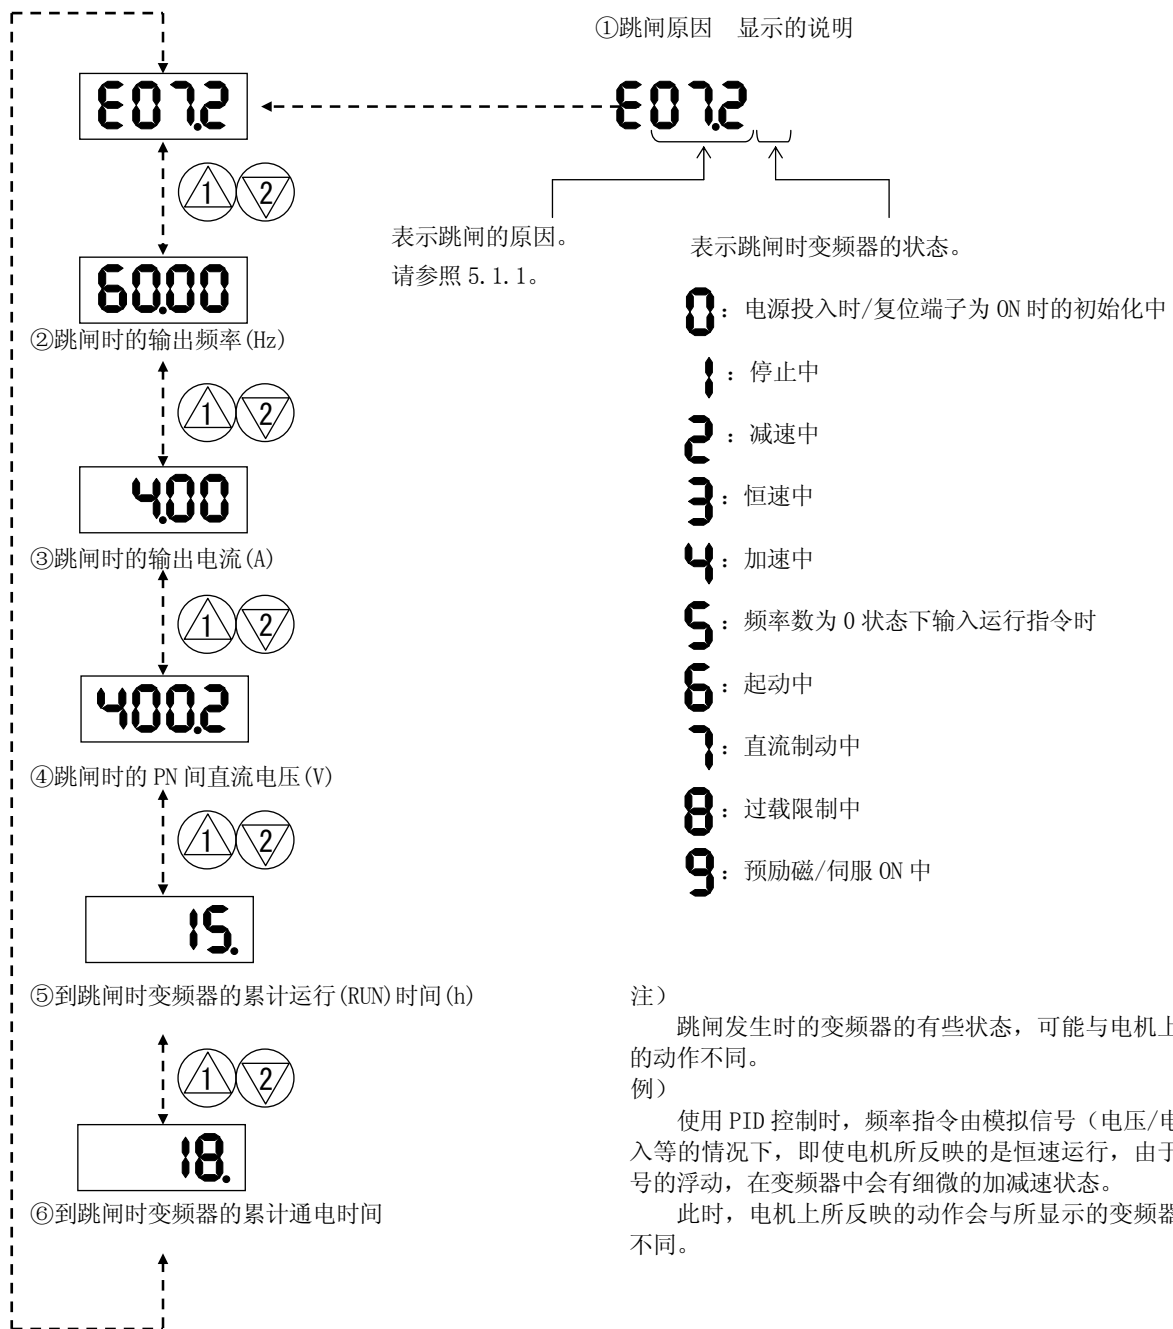 ①跳闸原因　显示的说明
E07.2
E07.2
1 2
表示跳闸的原因。
请参照 5.1.1。
表示跳闸时变频器的状态。
60.00
②跳闸时的输出频率(Hz)
1 2
4.00
③跳闸时的输出电流(A)
1 2
400.2
④跳闸时的 PN 间直流电压(V)
1 2
15.
⑤到跳闸时变频器的累计运行(RUN)时间(h)
1 2
18.
⑥到跳闸时变频器的累计通电时间
0：电源投入时/复位端子为 ON 时的初始化中
1：停止中
2：减速中
3：恒速中
4：加速中
5：频率数为 0 状态下输入运行指令时
6：起动中
7：直流制动中
8：过载限制中
9：预励磁/伺服 ON 中
注）
跳闸发生时的变频器的有些状态，可能与电机上
的动作不同。
例）
使用 PID 控制时，频率指令由模拟信号（电压/
入等的情况下，即使电机所反映的是恒速运行，由于
号的浮动，在变频器中会有细微的加减速状态。
此时，电机上所反映的动作会与所显示的变频器
不同。